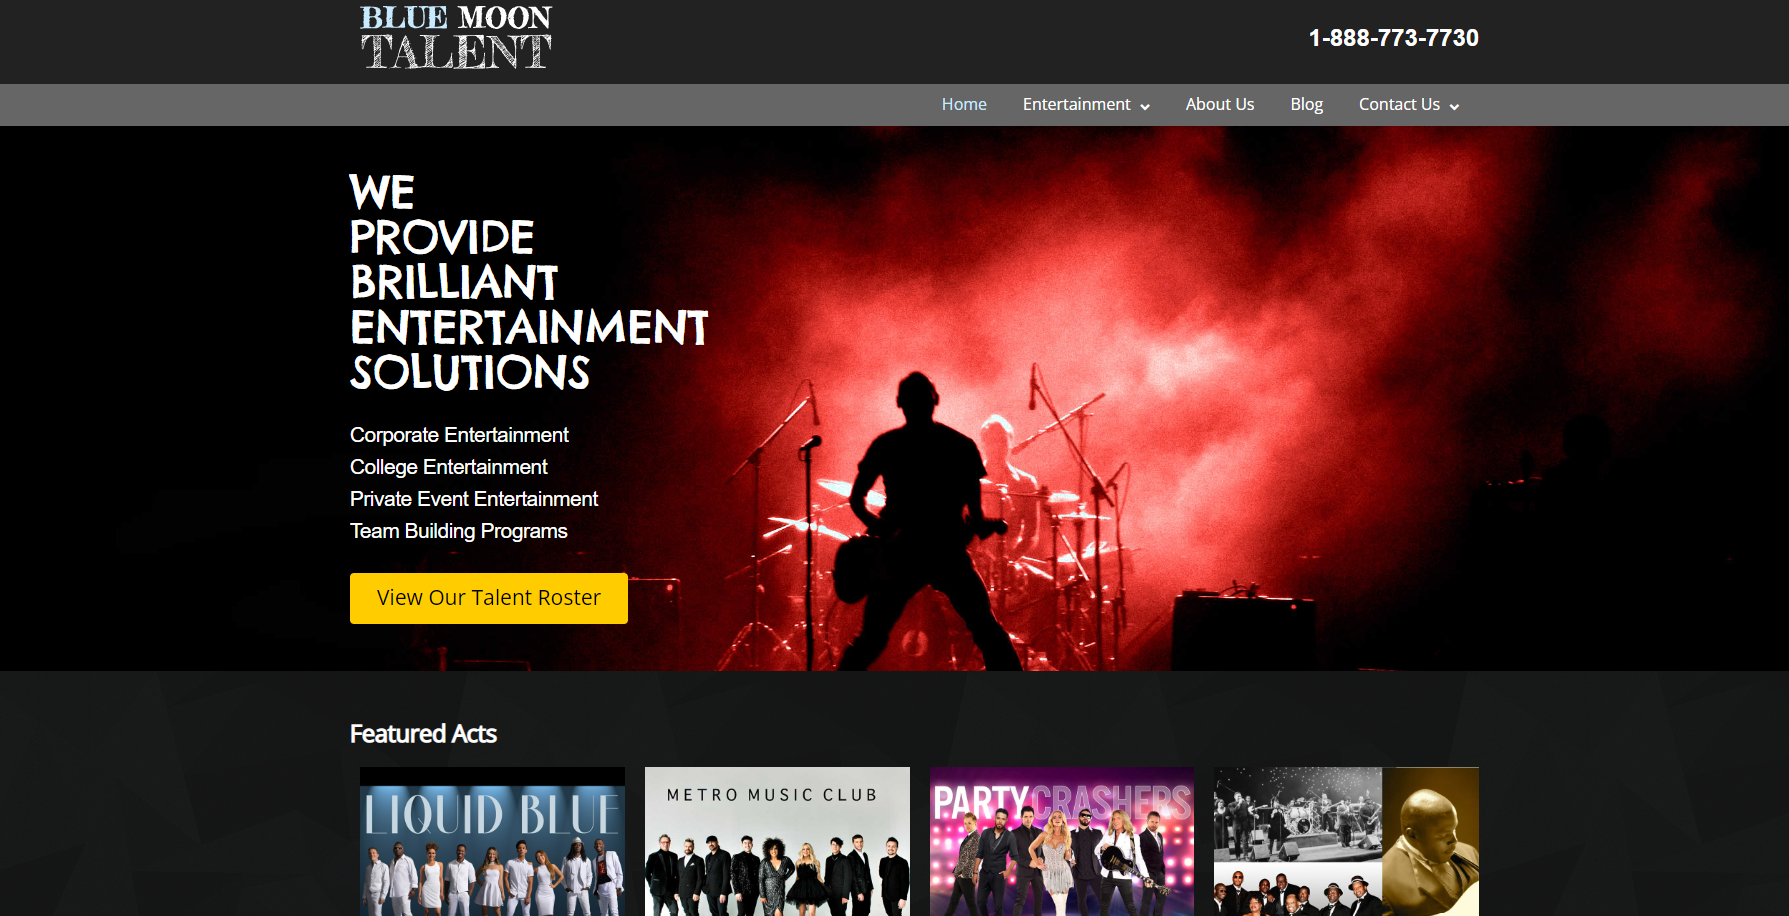 BLUE MOON
TALENT
1-888-773-7730
Home Entertainment About Us Blog Contact Us
WE
PROVIDE
BRILLIANT
ENTERTAINMENT
SOLUTIONS
Corporate Entertainment
College Entertainment
Private Event Entertainment
Team Building Programs
View Our Talent Roster
Featured Acts
LIQUID BLUE
METRO MUSIC CLUB
PARTYCRASHERS